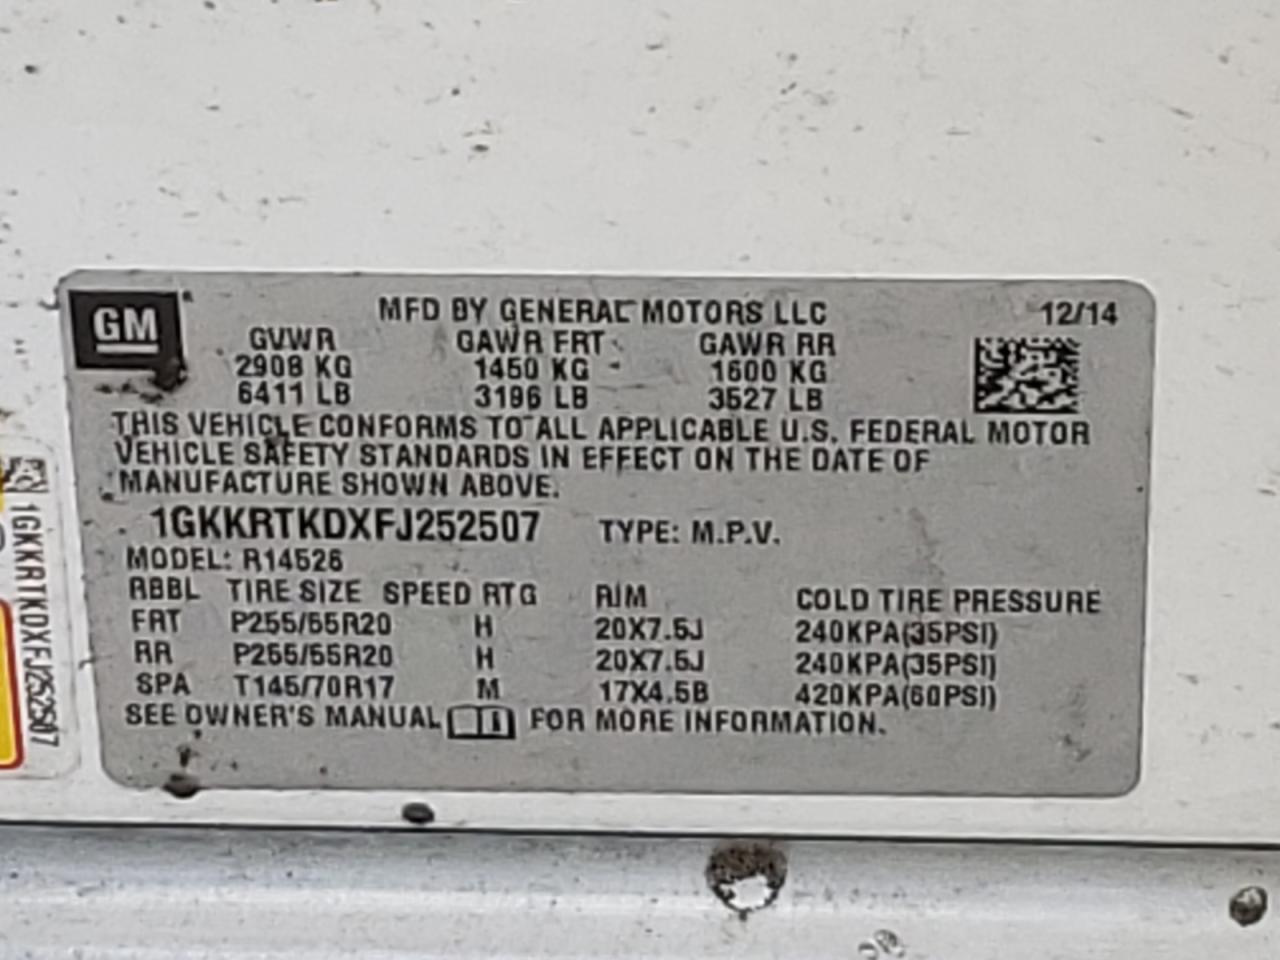 GM
MFD BY GENERAL MOTORS LLC 12/14
GVWR GAWR FRT GAWR RR
2908 KG 1450 KG 1600 KG
6411 LB 3196 LB 3527 LB
THIS VEHICLE CONFORMS TO ALL APPLICABLE U.S. FEDERAL MOTOR
VEHICLE SAFETY STANDARDS IN EFFECT ON THE DATE OF
MANUFACTURE SHOWN ABOVE.
1GKKRTKDXFJ252507 TYPE: M.P.V.
MODEL: R14526
RBBL TIRE SIZE SPEED RTG RIM COLD TIRE PRESSURE
FRT P255/55R20 H 20X7.5J 240KPA(35PSI)
RR P255/55R20 H 20X7.5J 240KPA(35PSI)
SPA T145/70R17 M 17X4.5B 420KPA(60PSI)
SEE OWNER'S MANUAL FOR MORE INFORMATION.
1GKKRTKDXFJ252507